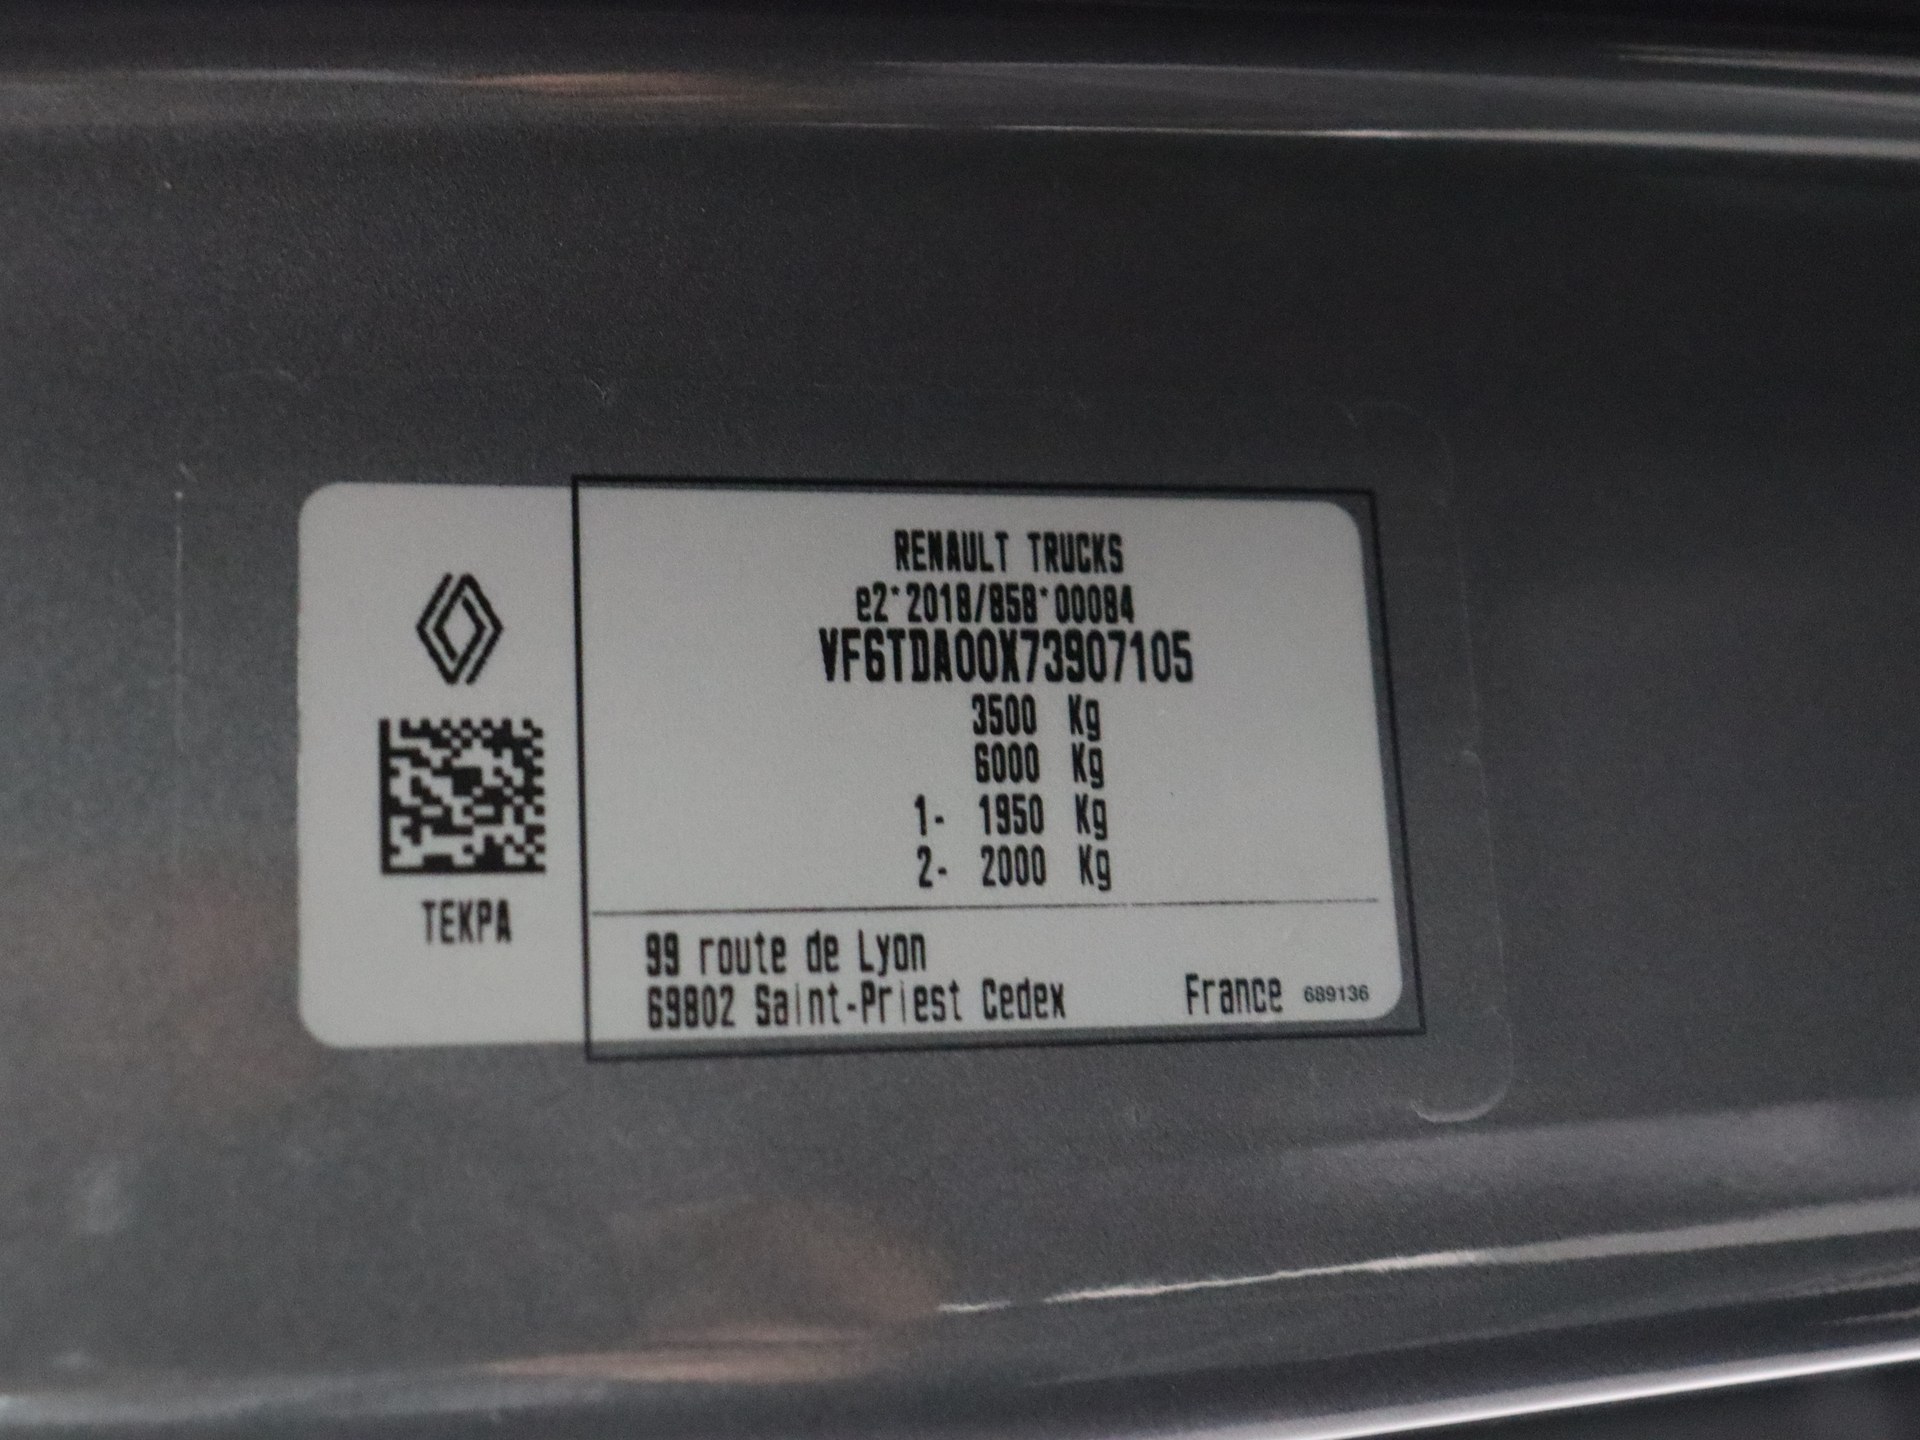 RENAULT TRUCKS
e2*2018/858*00084
VF6TDA00X73907105
3500 Kg
6000 Kg
1- 1950 Kg
2- 2000 Kg
TEKPA
99 route de Lyon
69802 Saint-Priest Cedex France 689136